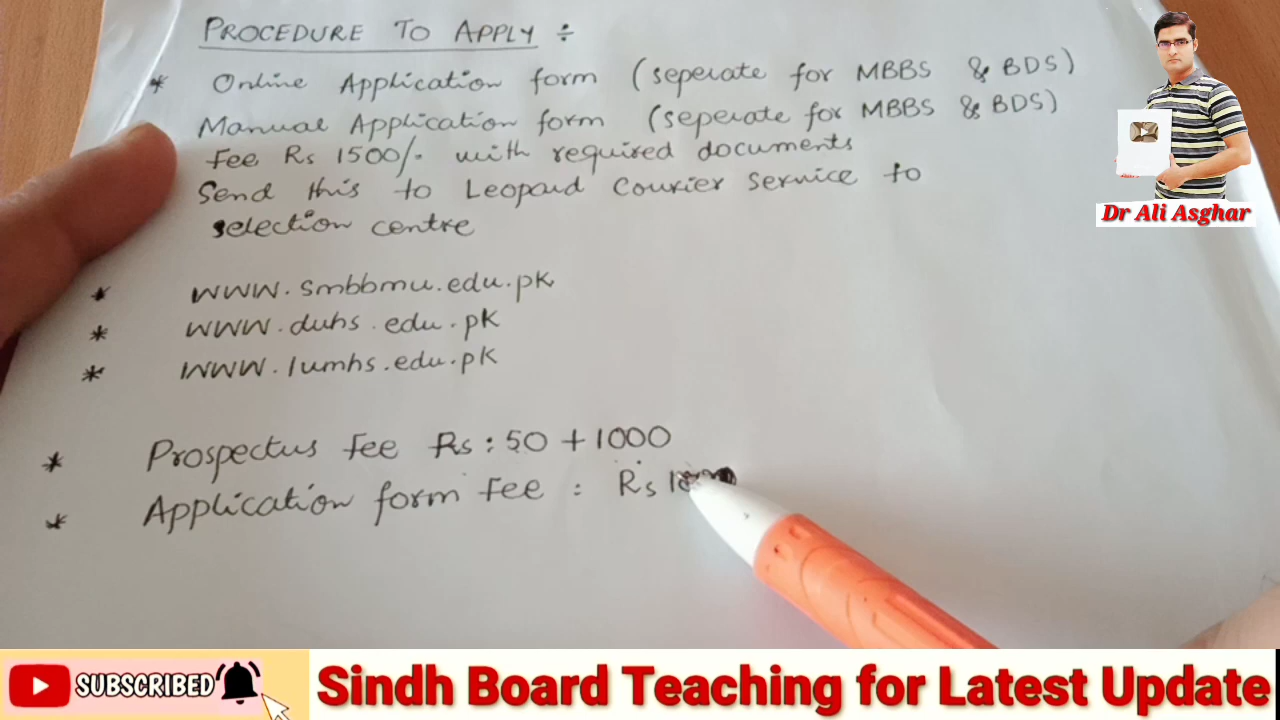 PROCEDURE TO APPLY ÷
* Online Application form (seperate for MBBS & BDS)
Manual Application form (seperate for MBBS & BDS)
Fee Rs 1500/- with required documents
Send this to Leopard Courier Service to
selection centre
* WWW.smbbmu.edu.pk
* WWW.duhs.edu.pk
* WWW.lumhs.edu.pk
* Prospectus Fee Rs: 50 + 1000
* Application form Fee : Rs
Dr Ali Asghar
SUBSCRIBED
Sindh Board Teaching for Latest Update